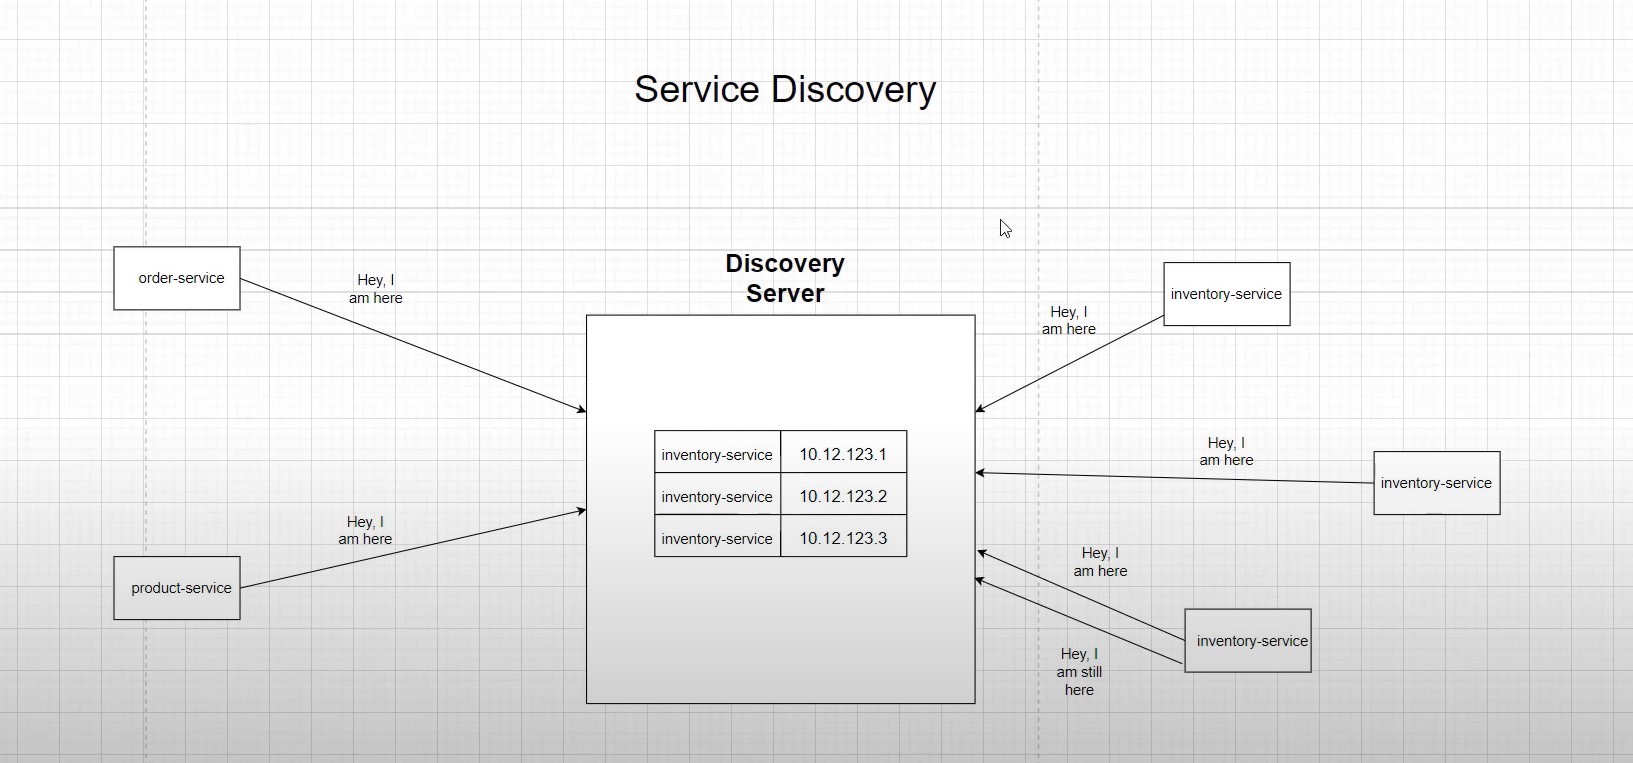 Service Discovery
order-service
Hey, I
am here
Discovery
Server
Hey, I
am here
inventory-service
inventory-service 10.12.123.1
inventory-service 10.12.123.2
inventory-service 10.12.123.3
Hey, I
am here
inventory-service
Hey, I
am here
product-service
Hey, I
am here
inventory-service
Hey, I
am still
here